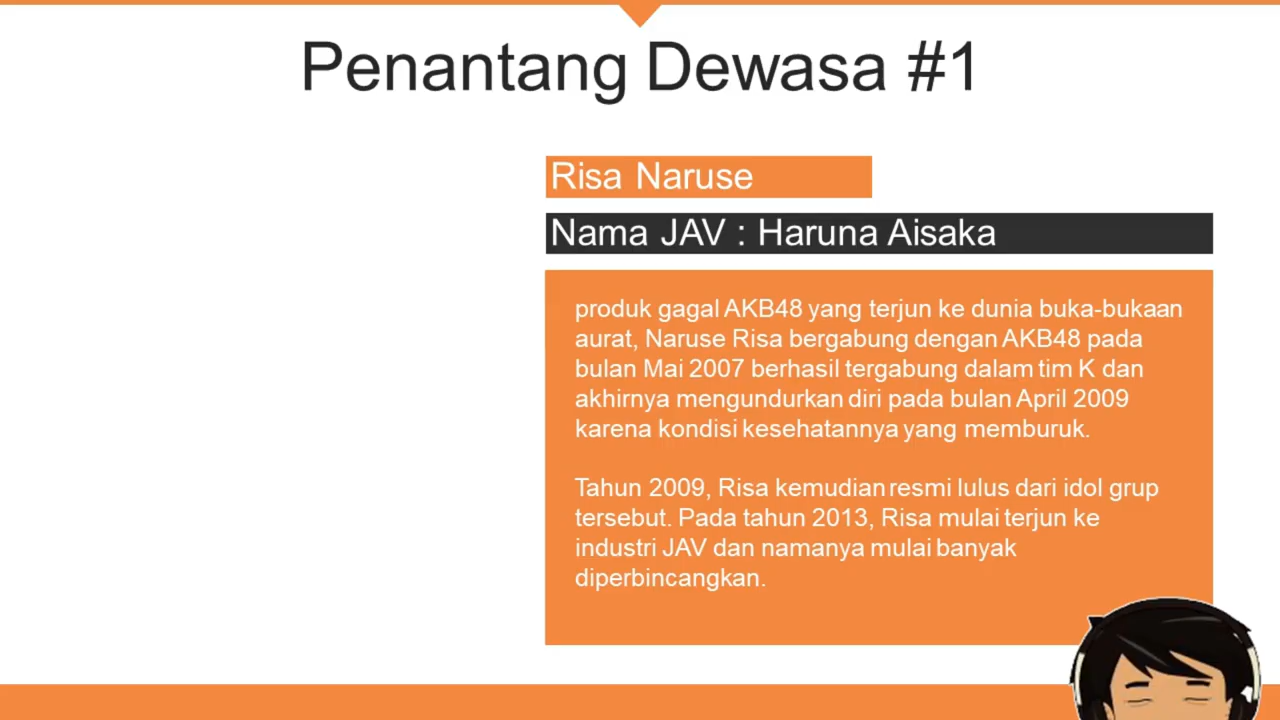 Penantang Dewasa #1
Risa Naruse
Nama JAV : Haruna Aisaka
produk gagal AKB48 yang terjun ke dunia buka-bukaan
aurat, Naruse Risa bergabung dengan AKB48 pada
bulan Mai 2007 berhasil tergabung dalam tim K dan
akhirnya mengundurkan diri pada bulan April 2009
karena kondisi kesehatannya yang memburuk.
Tahun 2009, Risa kemudian resmi lulus dari idol grup
tersebut. Pada tahun 2013, Risa mulai terjun ke
industri JAV dan namanya mulai banyak
diperbincangkan.